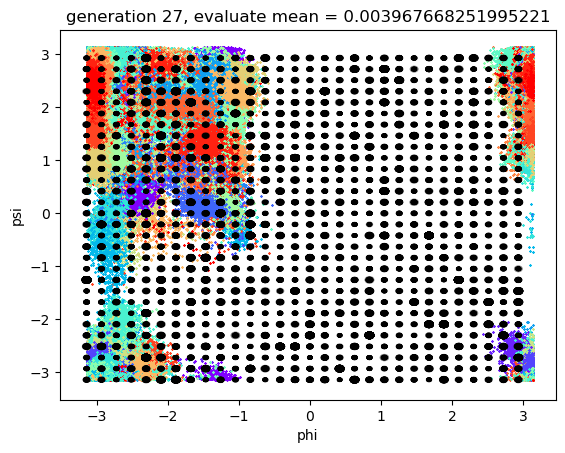 generation 27, evaluate mean = 0.003967668251995221
3
2
1
0
−1
−2
−3
psi
−3 −2 −1 0 1 2 3
phi